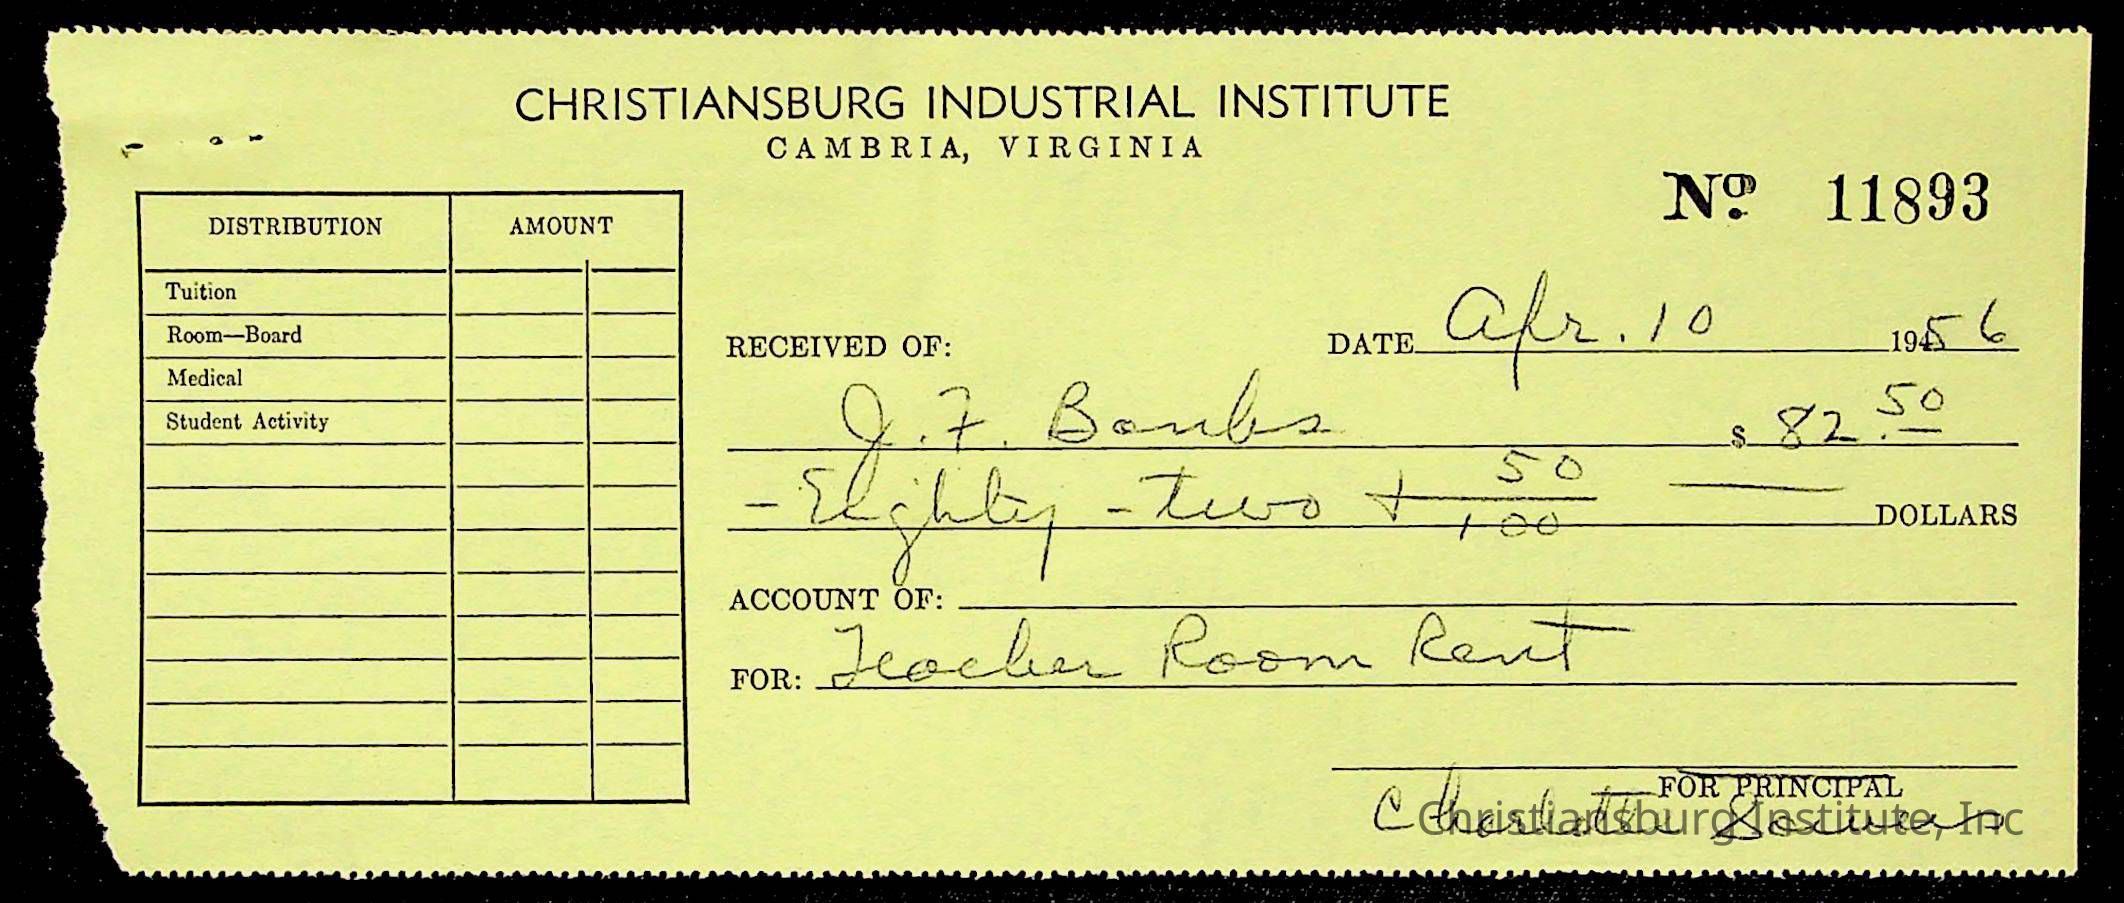 CHRISTIANSBURG INDUSTRIAL INSTITUTE
CAMBRIA, VIRGINIA
Nº 11893
DISTRIBUTION AMOUNT
Tuition
Room—Board
Medical
Student Activity
RECEIVED OF: DATE Apr. 10 1956
J. F. Banks $ 82.50
- Eighty - two + 50/100 — DOLLARS
ACCOUNT OF:
FOR: Teacher Room Rent
FOR PRINCIPAL
Charlotte
Christiansburg Institute, Inc